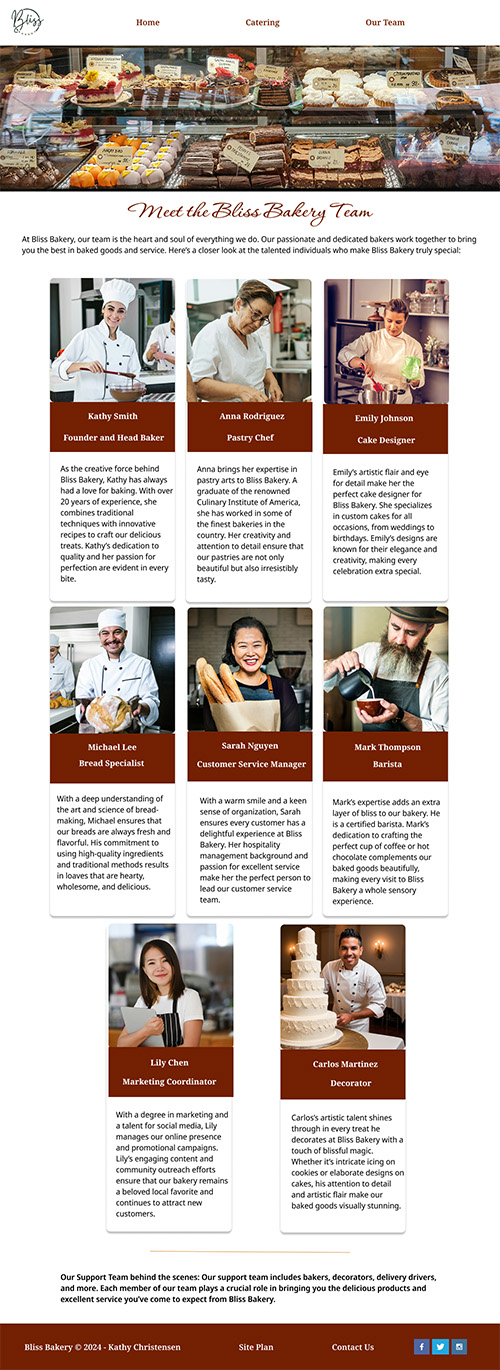 Bliss
Home
Catering
Our Team
Meet the Bliss Bakery Team
At Bliss Bakery, our team is the heart and soul of everything we do. Our passionate and dedicated bakers work together to bring
you the best in baked goods and service. Here's a closer look at the talented individuals who make Bliss Bakery truly special:
Kathy Smith
Founder and Head Baker
As the creative force behind
Bliss Bakery, Kathy has always
had a love for baking. With over
20 years of experience, she
combines traditional
techniques with innovative
recipes to craft our delicious
treats. Kathy's dedication to
quality and her passion for
perfection are evident in every
bite.
Anna Rodriguez
Pastry Chef
Anna brings her expertise in
pastry arts to Bliss Bakery. A
graduate of the renowned
Culinary Institute of America,
she has worked in some of
the finest bakeries in the
country. Her creativity and
attention to detail ensure that
our pastries are not only
beautiful but also irresistibly
tasty.
Emily Johnson
Cake Designer
Emily's artistic flair and eye
for detail make her the
perfect cake designer for
Bliss Bakery. She specializes
in custom cakes for all
occasions, from weddings to
birthdays. Emily's designs are
known for their elegance and
creativity, making every
celebration extra special.
Michael Lee
Bread Specialist
With a deep understanding of
the art and science of bread-
making, Michael ensures that
our breads are always fresh and
flavorful. His commitment to
using high-quality ingredients
and traditional methods results
in loaves that are hearty,
wholesome, and delicious.
Sarah Nguyen
Customer Service Manager
With a warm smile and a keen
sense of organization, Sarah
ensures every customer has a
delightful experience at Bliss
Bakery. Her hospitality
management background and
passion for excellent service
make her the perfect person to
lead our customer service
team.
Mark Thompson
Barista
Mark's expertise adds an extra
layer of bliss to our bakery. He
is a certified barista. Mark's
dedication to crafting the
perfect cup of coffee or hot
chocolate complements our
baked goods beautifully,
making every visit to Bliss
Bakery a whole sensory
experience.
Lily Chen
Marketing Coordinator
With a degree in marketing and
a talent for social media, Lily
manages our online presence
and promotional campaigns.
Lily's engaging content and
community outreach efforts
ensure that our bakery remains
a beloved local favorite and
continues to attract new
customers.
Carlos Martinez
Decorator
Carlos's artistic talent shines
through in every treat he
decorates at Bliss Bakery with a
touch of blissful magic.
Whether it's intricate icing on
cookies or elaborate designs on
cakes, his attention to detail
and artistic flair make our
baked goods visually stunning.
Our Support Team behind the scenes: Our support team includes bakers, decorators, delivery drivers,
and more. Each member of our team plays a crucial role in bringing you the delicious products and
excellent service you've come to expect from Bliss Bakery.
Bliss Bakery © 2024 - Kathy Christensen
Site Plan
Contact Us